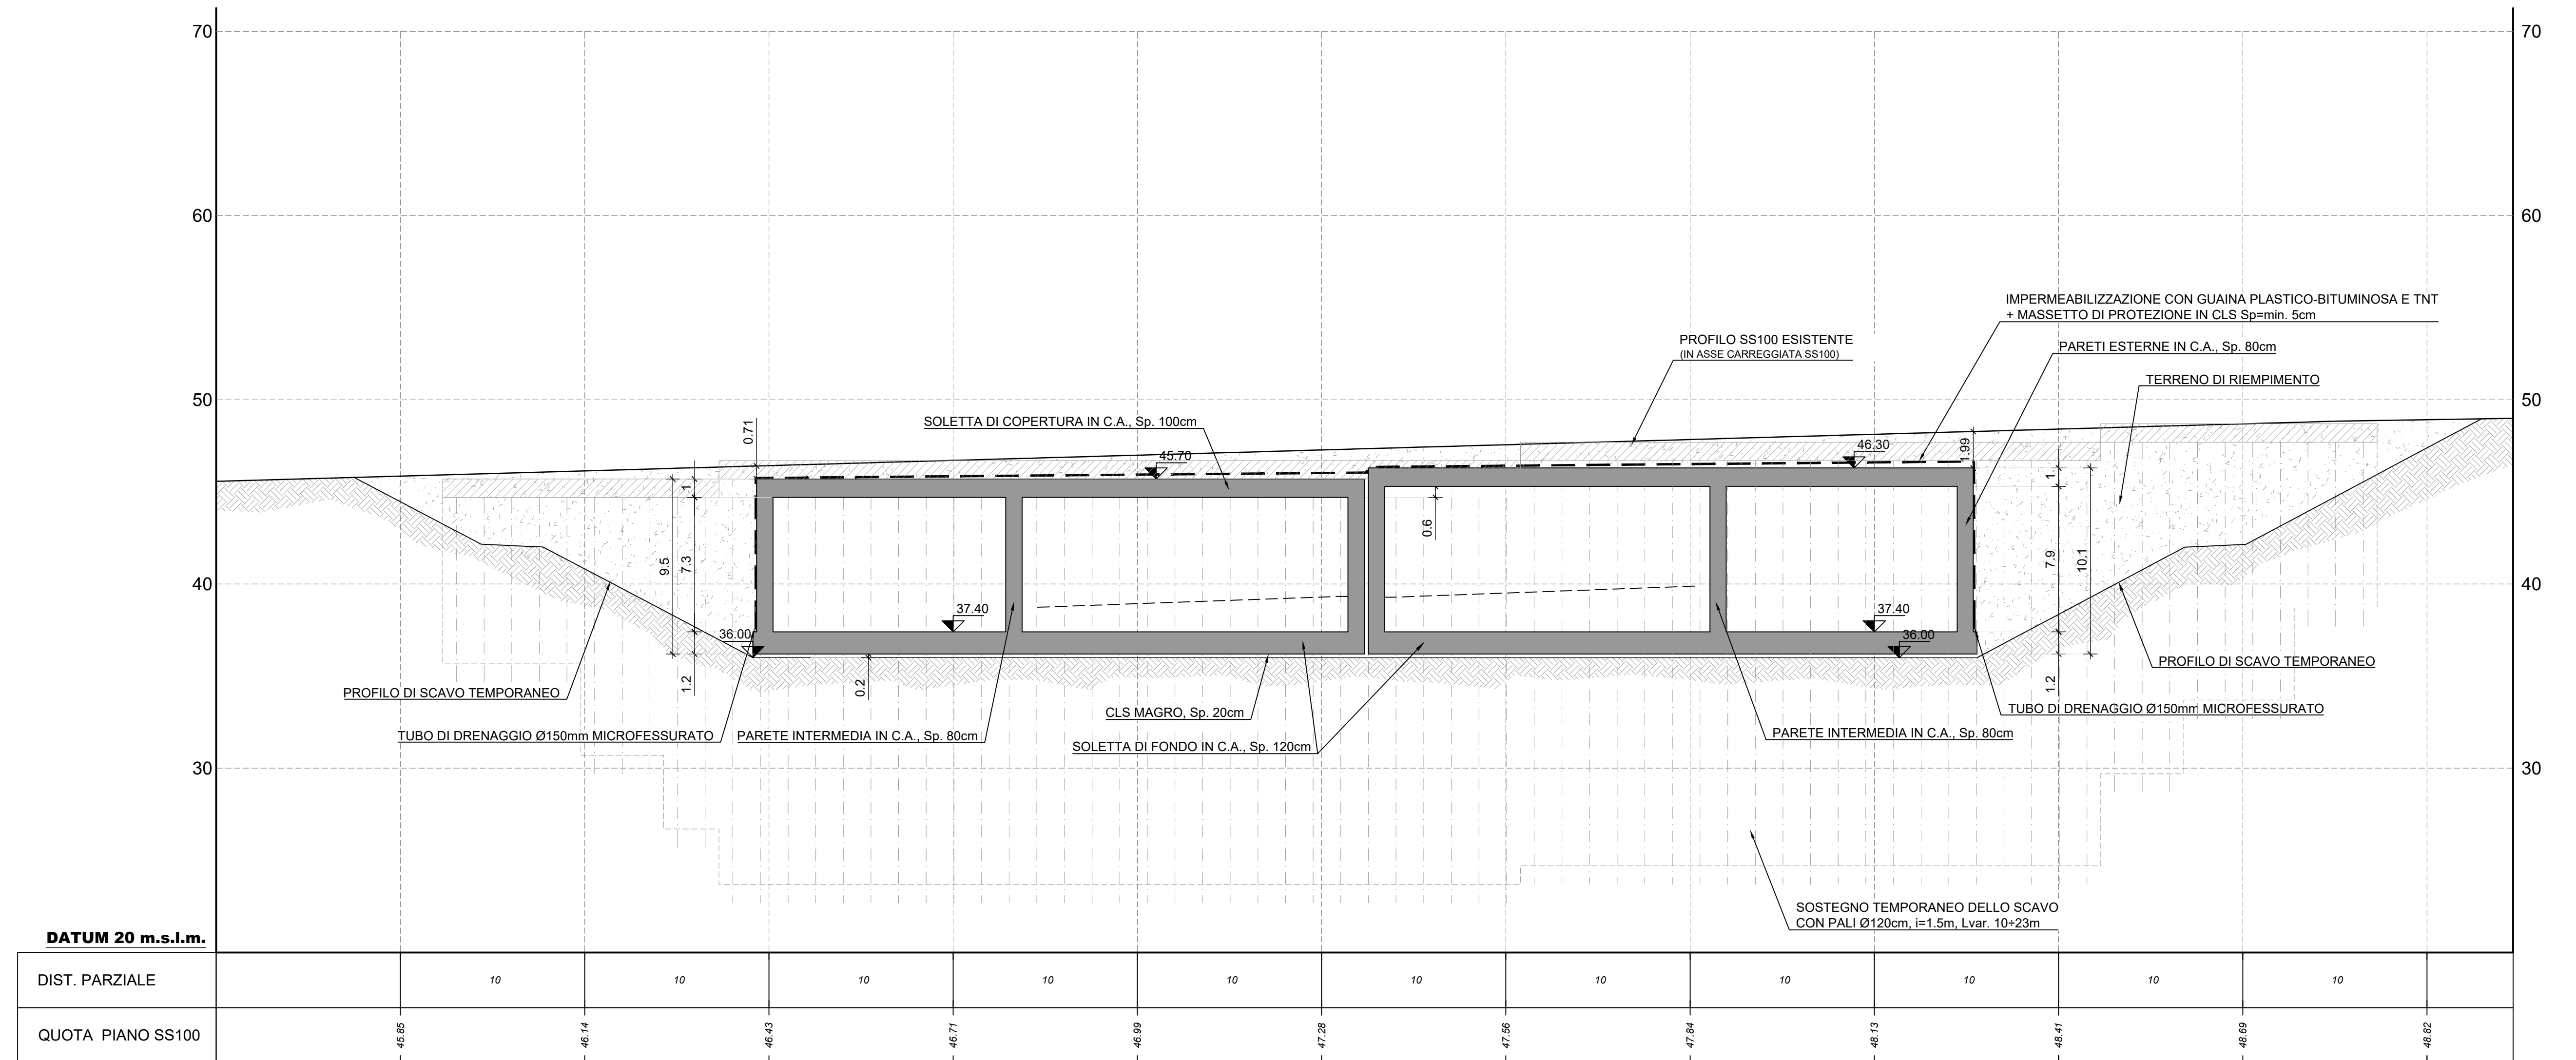 70
70
60
60
IMPERMEABILIZZAZIONE CON GUAINA PLASTICO-BITUMINOSA E TNT
+ MASSETTO DI PROTEZIONE IN CLS Sp=min. 5cm
PROFILO SS100 ESISTENTE
(IN ASSE CARREGGIATA SS100)
PARETI ESTERNE IN C.A., Sp. 80cm
TERRENO DI RIEMPIMENTO
50
50
SOLETTA DI COPERTURA IN C.A., Sp. 100cm
0.71
45.70
46.30
1.99
1
1
9.5
7.3
0.6
7.9
10.1
40
40
37.40
37.40
36.00
36.00
1.2
0.2
1.2
PROFILO DI SCAVO TEMPORANEO
PROFILO DI SCAVO TEMPORANEO
CLS MAGRO, Sp. 20cm
TUBO DI DRENAGGIO Ø150mm MICROFESSURATO
TUBO DI DRENAGGIO Ø150mm MICROFESSURATO
PARETE INTERMEDIA IN C.A., Sp. 80cm
SOLETTA DI FONDO IN C.A., Sp. 120cm
PARETE INTERMEDIA IN C.A., Sp. 80cm
30
30
SOSTEGNO TEMPORANEO DELLO SCAVO
CON PALI Ø120cm, i=1.5m, Lvar. 10÷23m
DATUM 20 m.s.l.m.
DIST. PARZIALE 10 10 10 10 10 10 10 10 10 10 10
QUOTA PIANO SS100 45.85 46.14 46.43 46.71 46.99 47.28 47.56 47.84 48.13 48.41 48.69 48.82